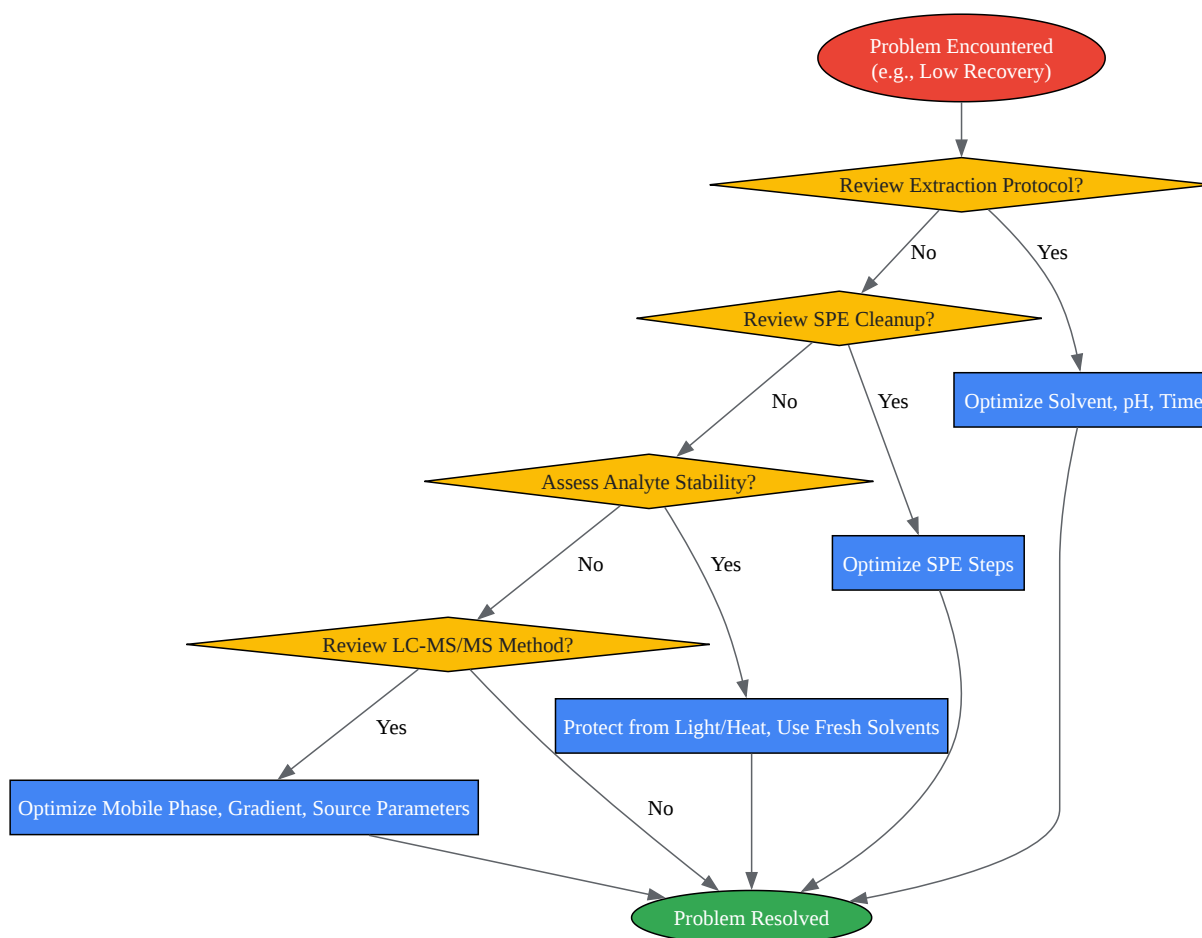 Problem Encountered
(e.g., Low Recovery)
Review Extraction Protocol?
No
Yes
Review SPE Cleanup?
Optimize Solvent, pH, Time
No
Yes
Assess Analyte Stability?
Optimize SPE Steps
No
Yes
Review LC-MS/MS Method?
Protect from Light/Heat, Use Fresh Solvents
Yes
Optimize Mobile Phase, Gradient, Source Parameters
No
Problem Resolved